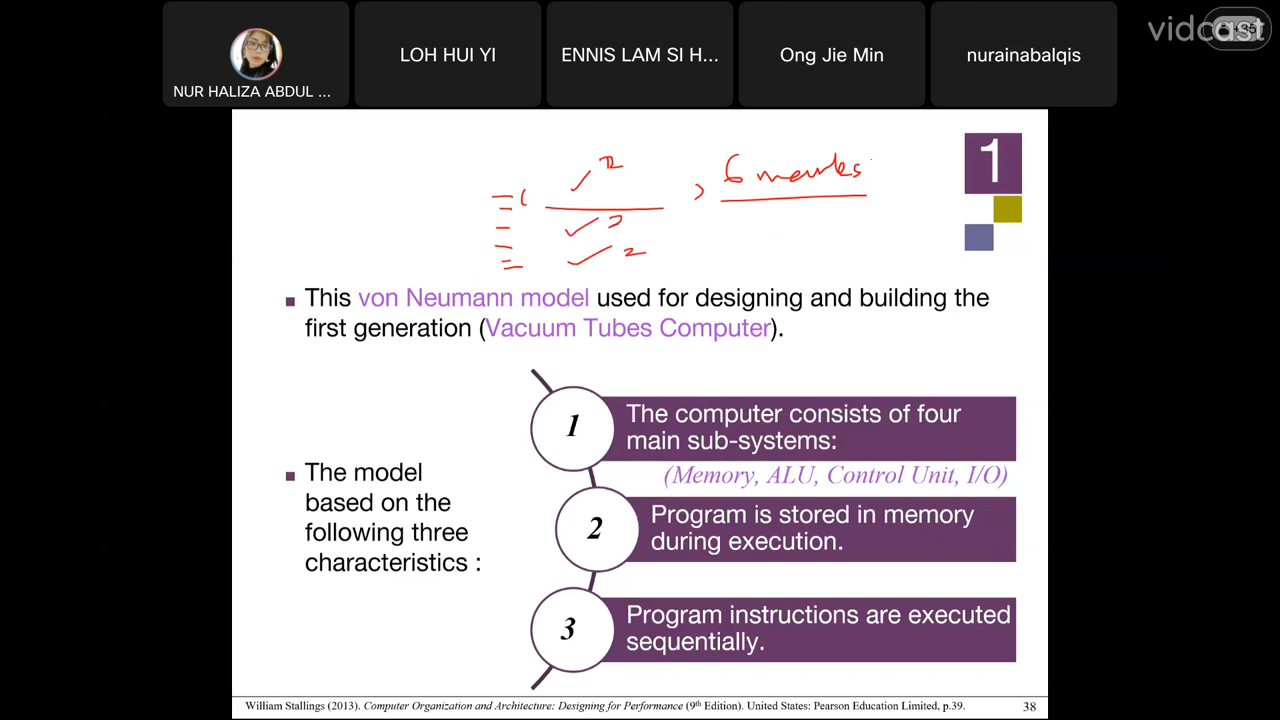 vidcast
NUR HALIZA ABDUL ...
LOH HUI YI
ENNIS LAM SI H...
Ong Jie Min
nurainabalqis
6 marks
1
2
This von Neumann model used for designing and building the
first generation (Vacuum Tubes Computer).
The model
based on the
following three
characteristics :
1
The computer consists of four
main sub-systems:
(Memory, ALU, Control Unit, I/O)
2
Program is stored in memory
during execution.
3
Program instructions are executed
sequentially.
William Stallings (2013). Computer Organization and Architecture: Designing for Performance (9th Edition). United States: Pearson Education Limited, p.39.
38